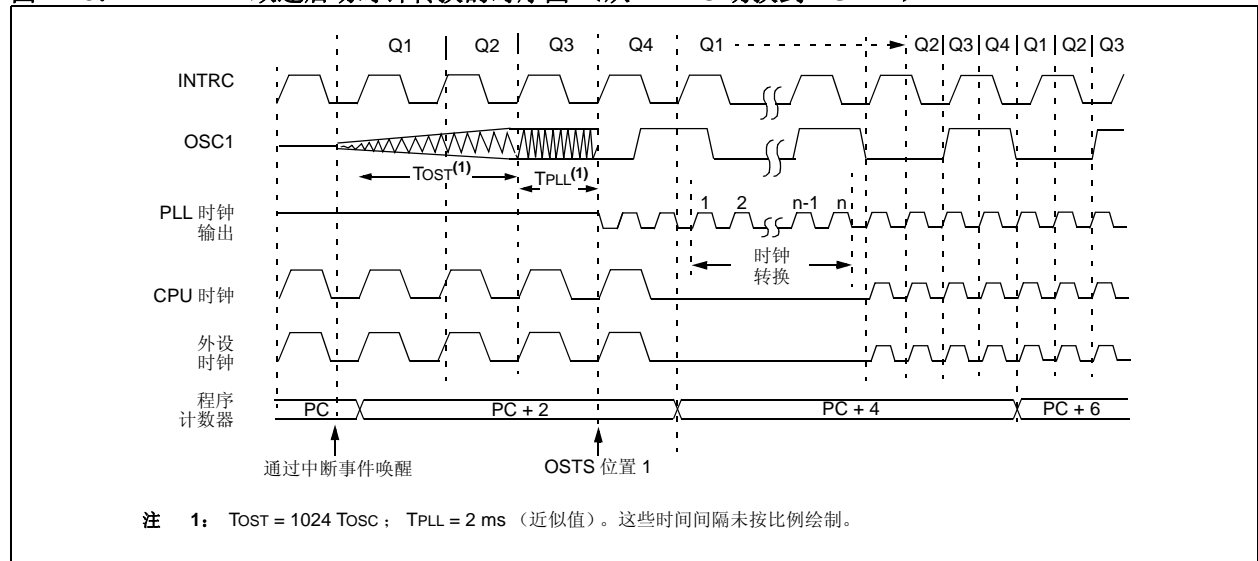 Q1 Q2 Q3 Q4 Q1 Q2 Q3 Q4 Q1 Q2 Q3
INTRC
OSC1
TOST(1)
TPLL(1)
PLL 时钟
输出
1 2 n-1 n
时钟
转换
CPU 时钟
外设
时钟
程序
计数器
PC PC + 2 PC + 4 PC + 6
通过中断事件唤醒
OSTS 位置 1
注 1: TOST = 1024 TOSC ； TPLL = 2 ms （近似值）。这些时间间隔未按比例绘制。